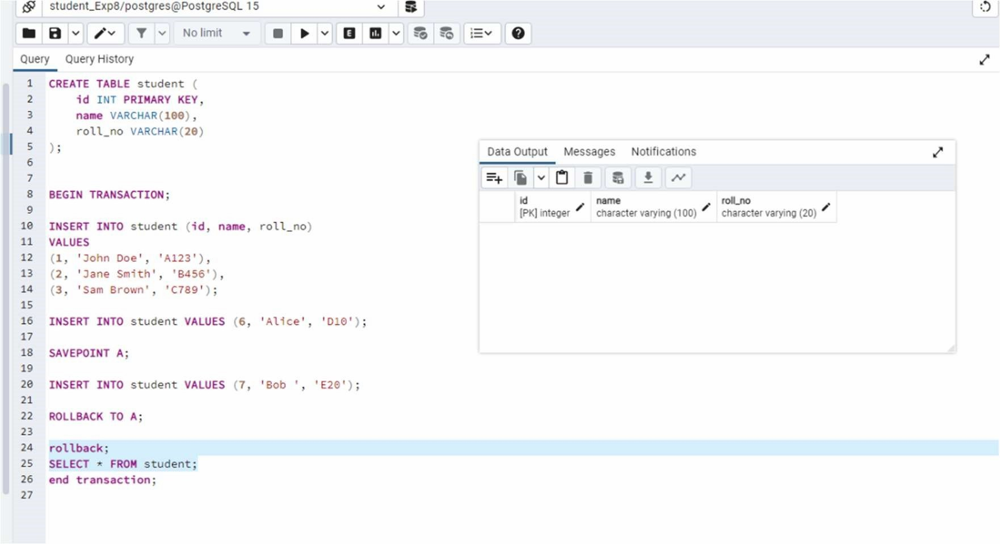 student_Exp8/postgres@PostgreSQL 15
No limit
E
Query Query History
1 CREATE TABLE student (
2 id INT PRIMARY KEY,
3 name VARCHAR(100),
4 roll_no VARCHAR(20)
5 );
6
7
8 BEGIN TRANSACTION;
9
10 INSERT INTO student (id, name, roll_no)
11 VALUES
12 (1, 'John Doe', 'A123'),
13 (2, 'Jane Smith', 'B456'),
14 (3, 'Sam Brown', 'C789');
15
16 INSERT INTO student VALUES (6, 'Alice', 'D10');
17
18 SAVEPOINT A;
19
20 INSERT INTO student VALUES (7, 'Bob ', 'E20');
21
22 ROLLBACK TO A;
23
24 rollback;
25 SELECT * FROM student;
26 end transaction;
27
Data Output Messages Notifications
id name roll_no
[PK] integer character varying (100) character varying (20)